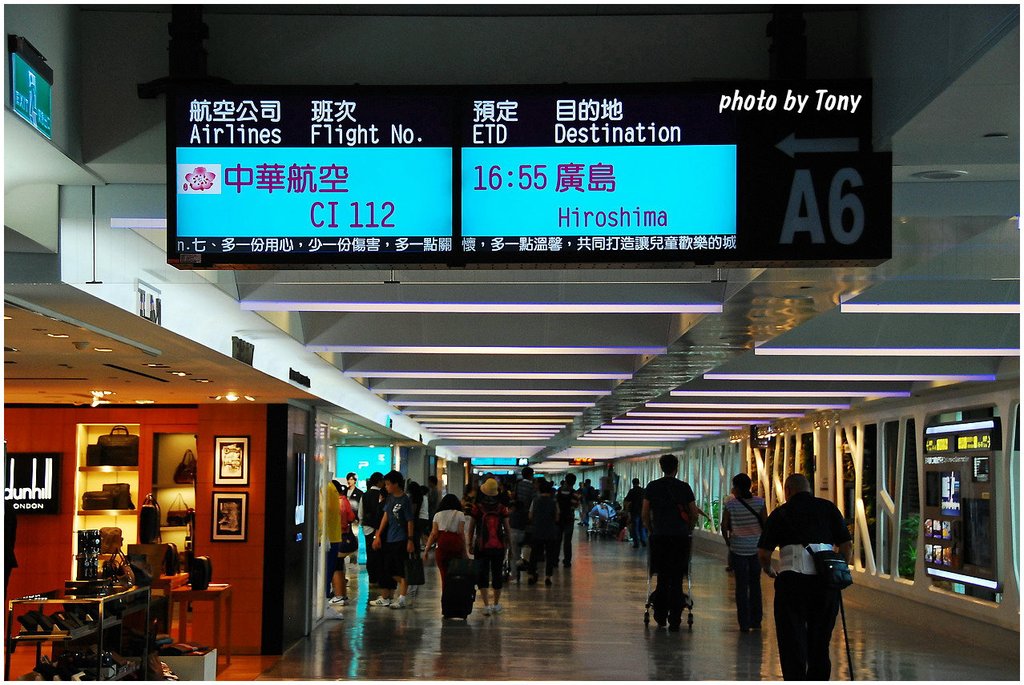 photo by Tony
航空公司 班次 預定 目的地
Airlines Flight No. ETD Destination
中華航空 16:55 廣島
CI 112 Hiroshima
A6
n.七、多一份用心，少一份傷害，多一點關懷，多一點溫馨，共同打造讓兒童歡樂的城
EXIT
dunhill
LONDON